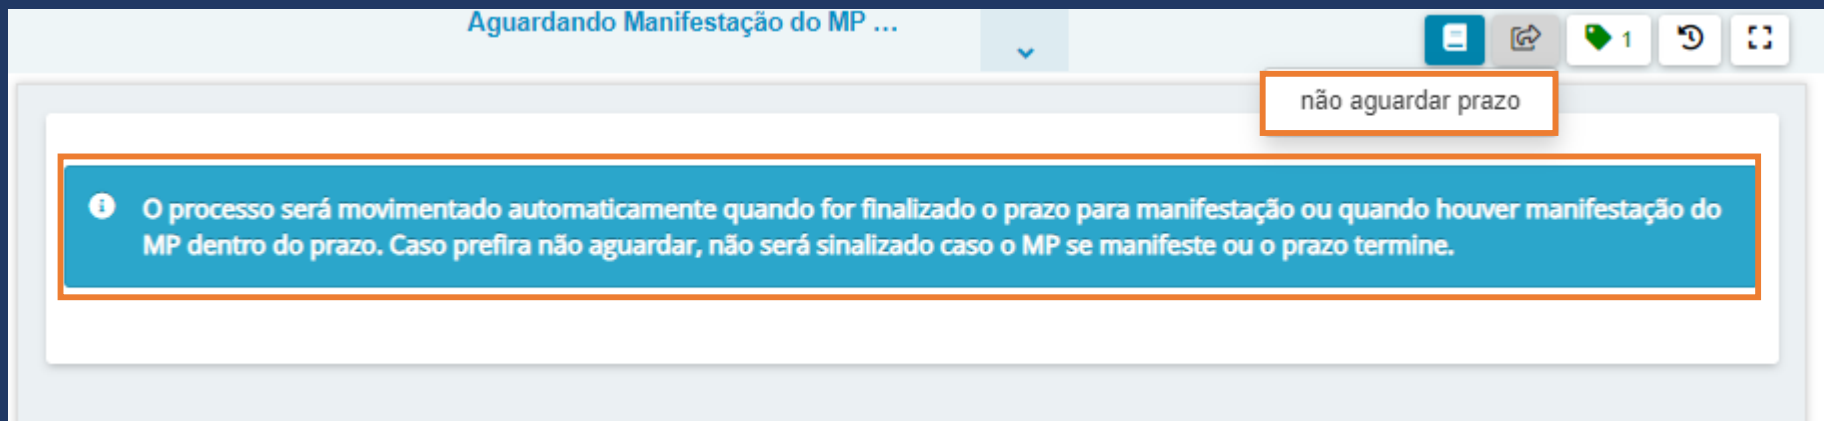 Aguardando Manifestação do MP ...
1
não aguardar prazo
O processo será movimentado automaticamente quando for finalizado o prazo para manifestação ou quando houver manifestação do
MP dentro do prazo. Caso prefira não aguardar, não será sinalizado caso o MP se manifeste ou o prazo termine.